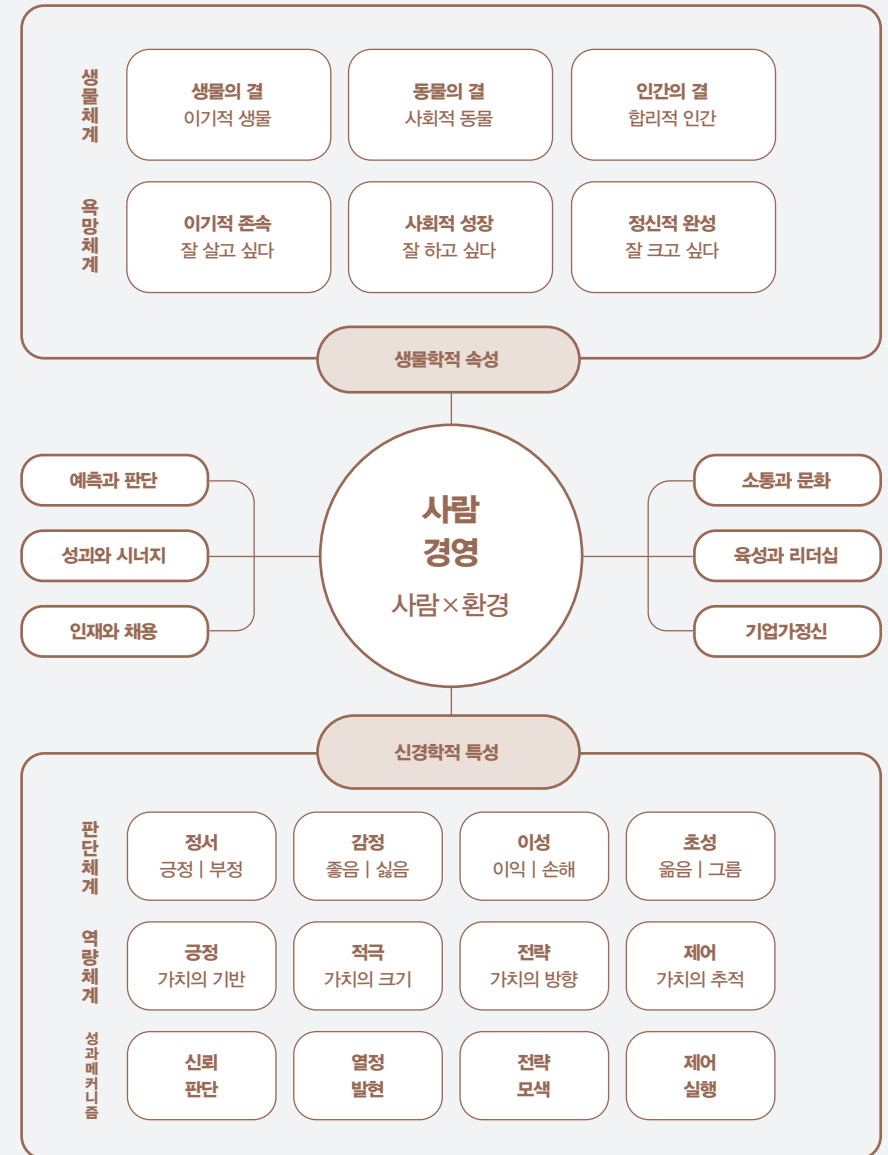 생물체계
생물의 결
이기적 생물
동물의 결
사회적 동물
인간의 결
합리적 인간
욕망체계
이기적 존속
잘 살고 싶다
사회적 성장
잘 하고 싶다
정신적 완성
잘 크고 싶다
생물학적 속성
예측과 판단
성과와 시너지
인재와 채용
사람
경영
사람×환경
소통과 문화
육성과 리더십
기업가정신
신경학적 특성
판단체계
정서
긍정 | 부정
감정
좋음 | 싫음
이성
이익 | 손해
초성
옳음 | 그름
역량체계
긍정
가치의 기반
적극
가치의 크기
전략
가치의 방향
제어
가치의 추적
성과메커니즘
신뢰
판단
열정
발현
전략
모색
제어
실행